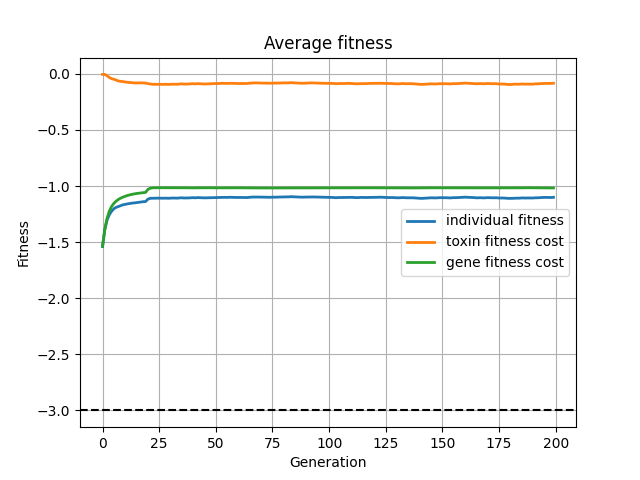 Average fitness
Fitness
0.0
−0.5
−1.0
−1.5
−2.0
−2.5
−3.0
individual fitness
toxin fitness cost
gene fitness cost
0 25 50 75 100 125 150 175 200
Generation